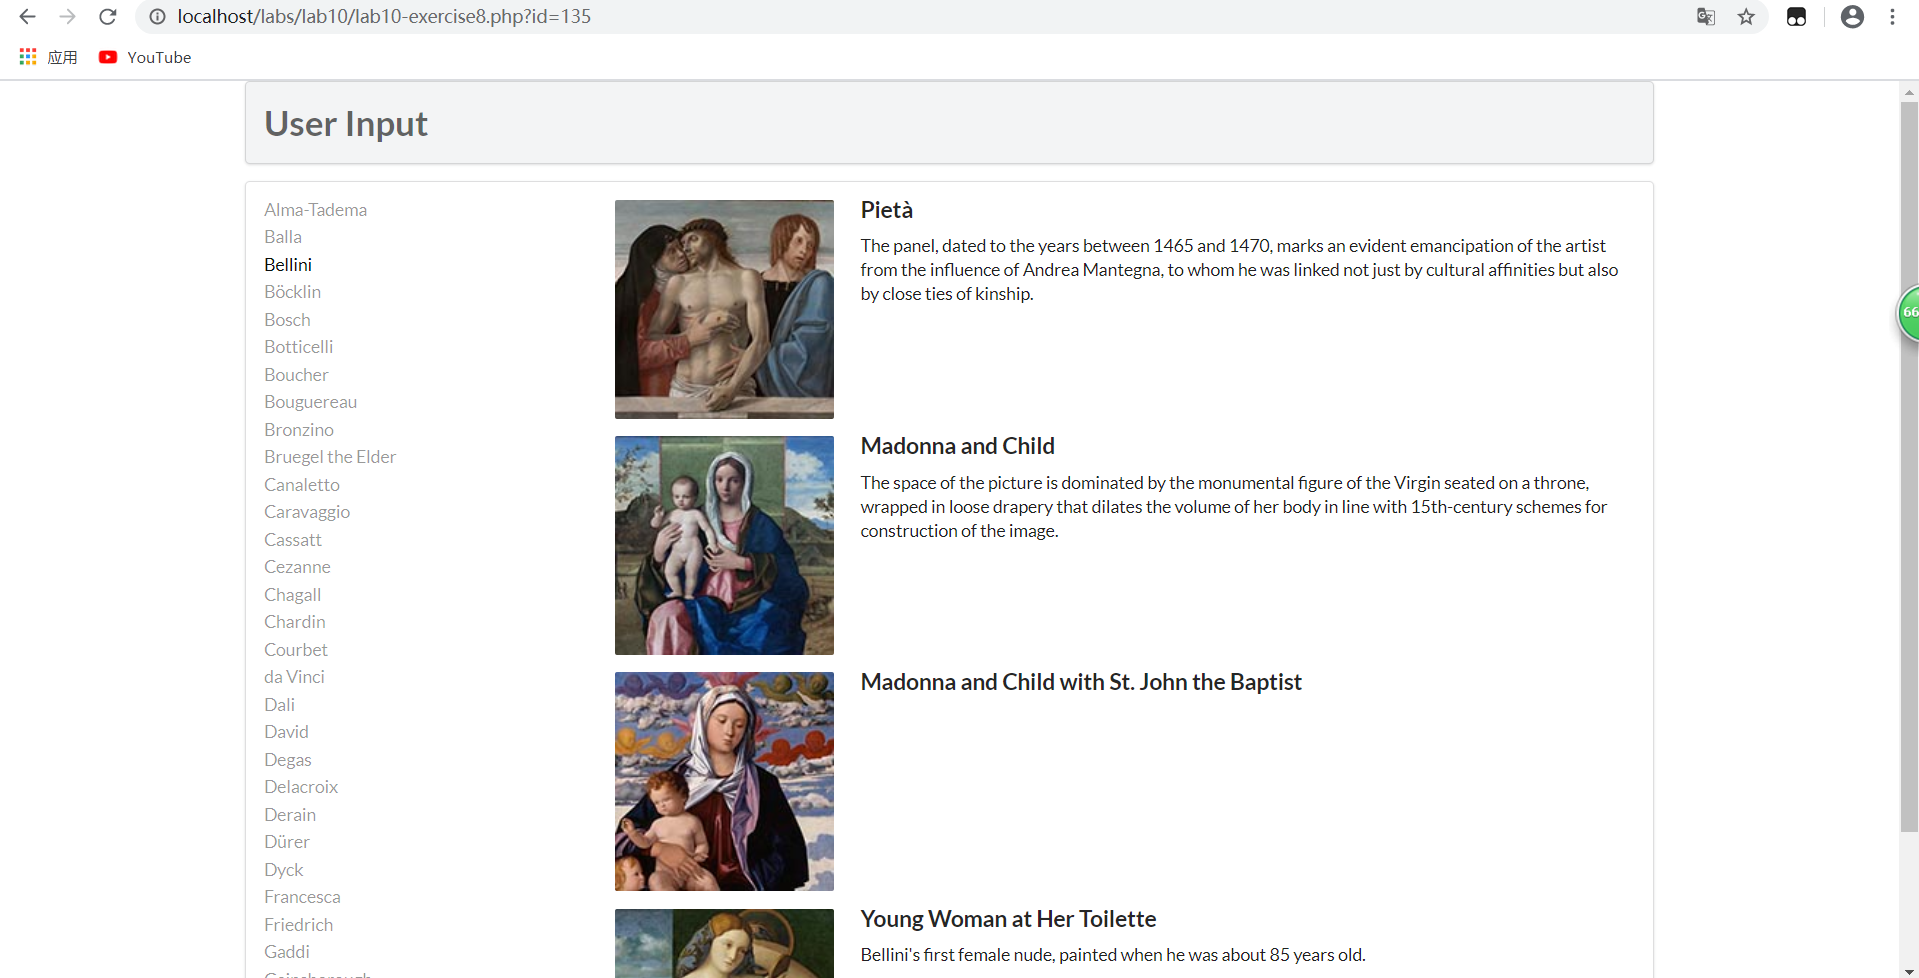 localhost/labs/lab10/lab10-exercise8.php?id=135
应用
YouTube
User Input
Alma-Tadema
Balla
Bellini
Böcklin
Bosch
Botticelli
Boucher
Bouguereau
Bronzino
Bruegel the Elder
Canaletto
Caravaggio
Cassatt
Cezanne
Chagall
Chardin
Courbet
da Vinci
Dali
David
Degas
Delacroix
Derain
Dürer
Dyck
Francesca
Friedrich
Gaddi
Pietà
The panel, dated to the years between 1465 and 1470, marks an evident emancipation of the artist
from the influence of Andrea Mantegna, to whom he was linked not just by cultural affinities but also
by close ties of kinship.
Madonna and Child
The space of the picture is dominated by the monumental figure of the Virgin seated on a throne,
wrapped in loose drapery that dilates the volume of her body in line with 15th-century schemes for
construction of the image.
Madonna and Child with St. John the Baptist
Young Woman at Her Toilette
Bellini's first female nude, painted when he was about 85 years old.
66